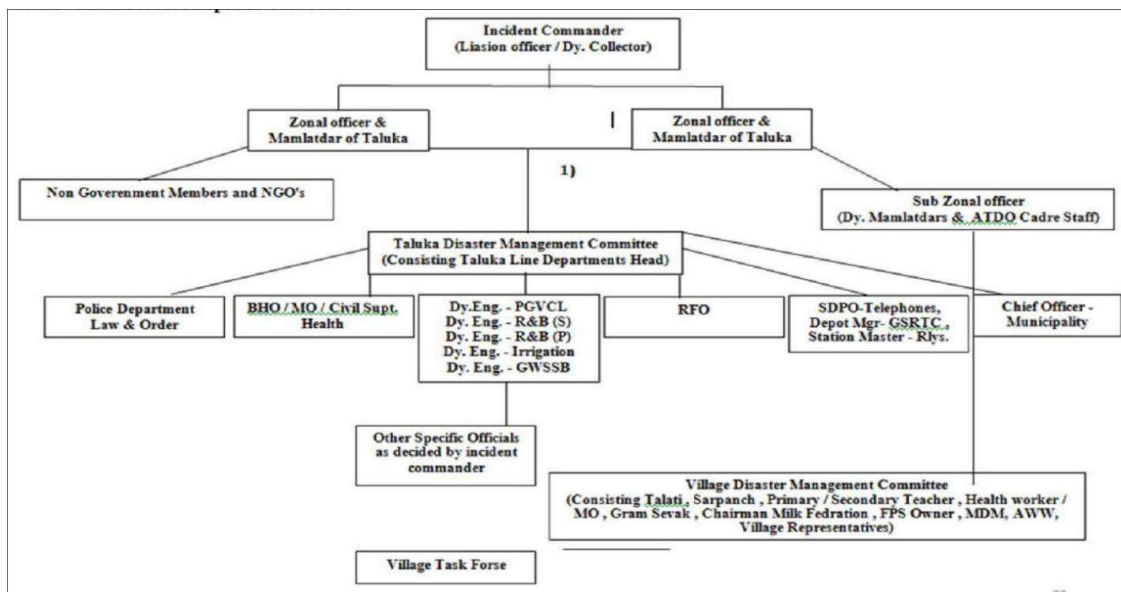 Incident Commander
(Liasion officer / Dy. Collector)
Zonal officer &
Mamlatdar of Taluka
Zonal officer &
Mamlatdar of Taluka
1)
Non Goverenment Members and NGO's
Sub Zonal officer
(Dy. Mamlatdars & ATDO Cadre Staff)
Taluka Disaster Management Committee
(Consisting Taluka Line Departments Head)
Police Department
Law & Order
BHO / MO / Civil Supt.
Health
Dy.Eng. - PGVCL
Dy. Eng. - R&B (S)
Dy. Eng. - R&B (P)
Dy. Eng. - Irrigation
Dy. Eng. - GWSSB
RFO
SDPO-Telephones,
Depot Mgr- GSRTC ,
Station Master - Rlys.
Chief Officer -
Municipality
Other Specific Officials
as decided by incident
commander
Village Disaster Management Committee
(Consisting Talati , Sarpanch , Primary / Secondary Teacher , Health worker /
MO , Gram Sevak , Chairman Milk Fedration , FPS Owner , MDM, AWW,
Village Representatives)
Village Task Forse